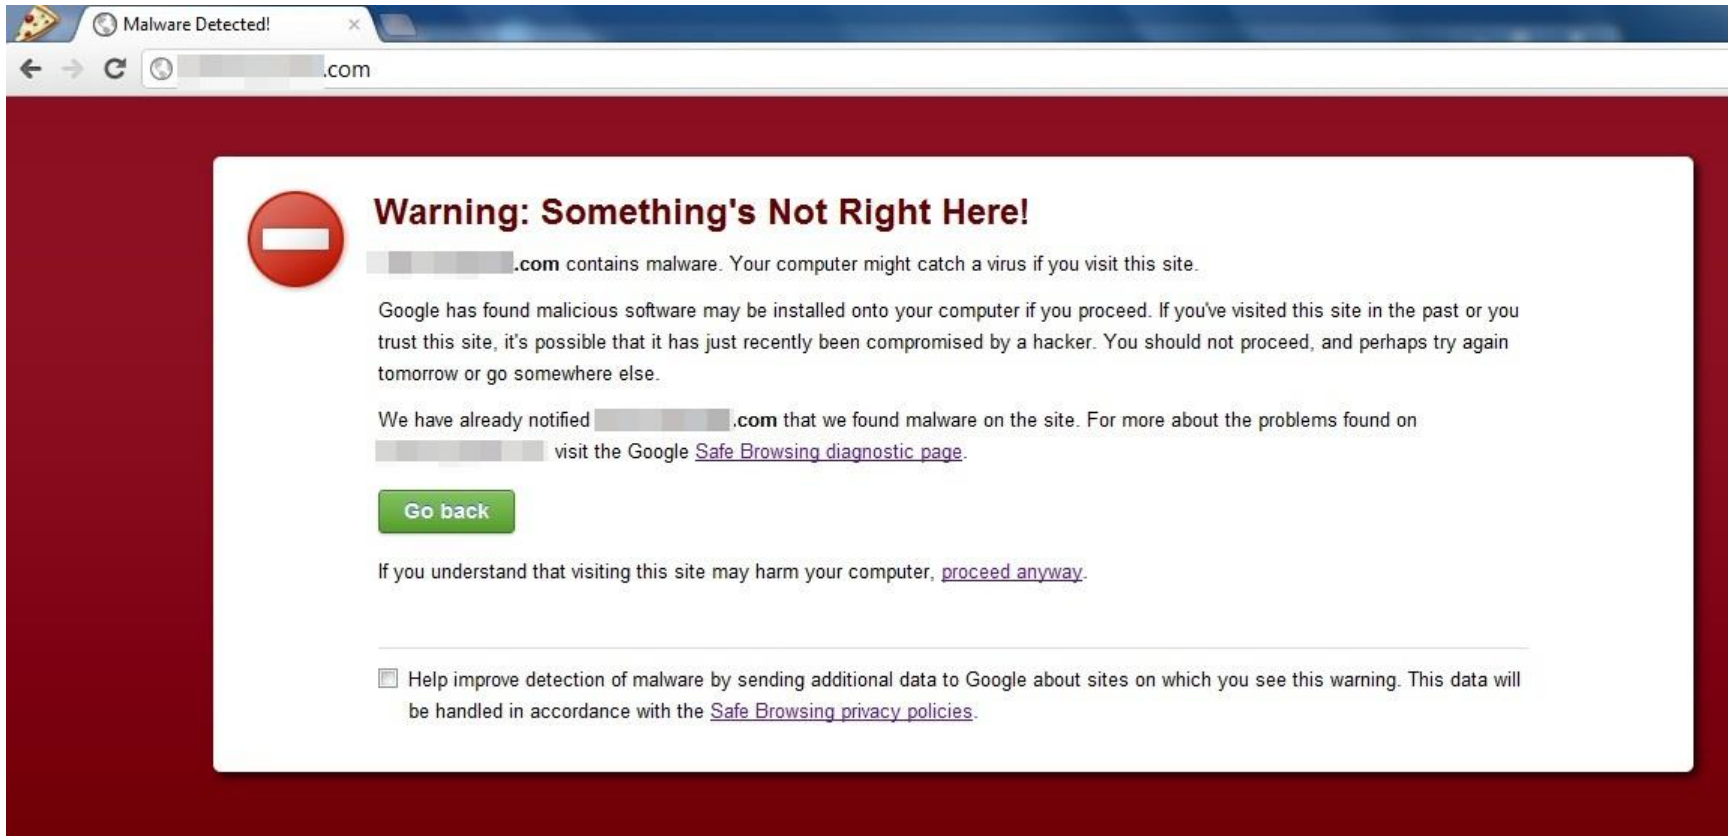 Malware Detected!
.com
Warning: Something's Not Right Here!
.com contains malware. Your computer might catch a virus if you visit this site.
Google has found malicious software may be installed onto your computer if you proceed. If you've visited this site in the past or you
trust this site, it's possible that it has just recently been compromised by a hacker. You should not proceed, and perhaps try again
tomorrow or go somewhere else.
We have already notified .com that we found malware on the site. For more about the problems found on
visit the Google Safe Browsing diagnostic page.
Go back
If you understand that visiting this site may harm your computer, proceed anyway.
Help improve detection of malware by sending additional data to Google about sites on which you see this warning. This data will
be handled in accordance with the Safe Browsing privacy policies.